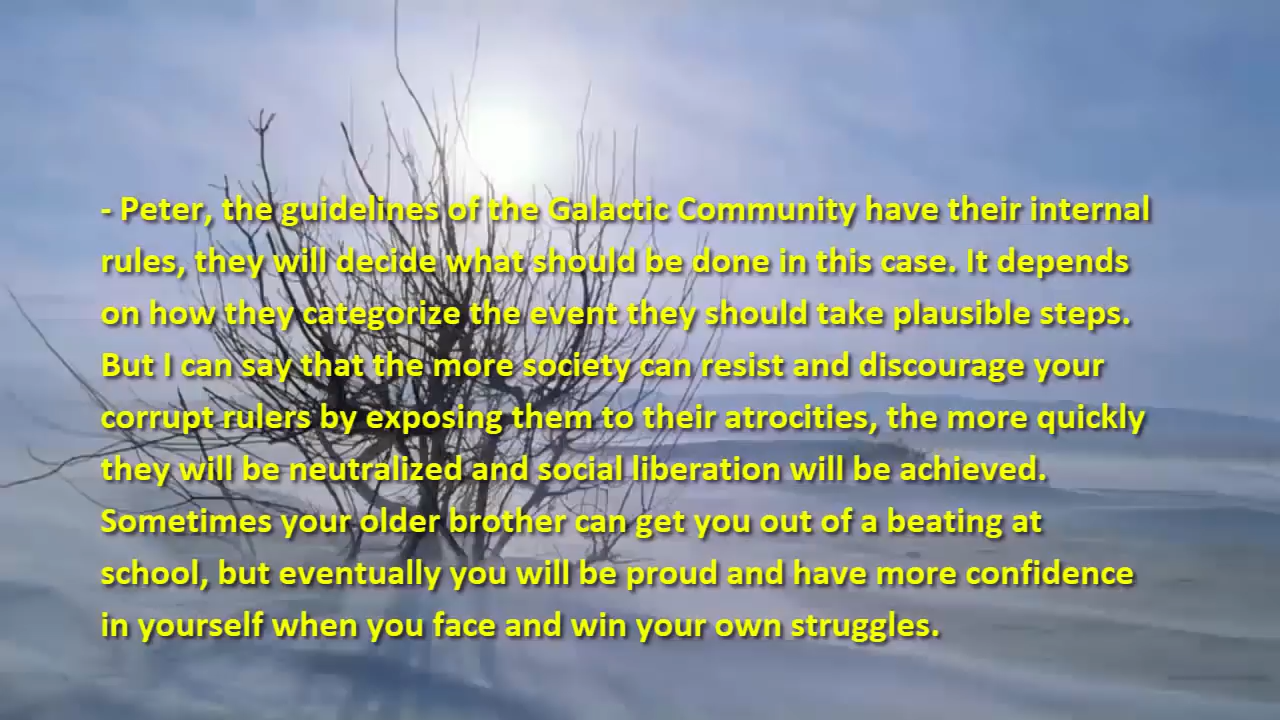 - Peter, the guidelines of the Galactic Community have their internal
rules, they will decide what should be done in this case. It depends
on how they categorize the event they should take plausible steps.
But I can say that the more society can resist and discourage your
corrupt rulers by exposing them to their atrocities, the more quickly
they will be neutralized and social liberation will be achieved.
Sometimes your older brother can get you out of a beating at
school, but eventually you will be proud and have more confidence
in yourself when you face and win your own struggles.